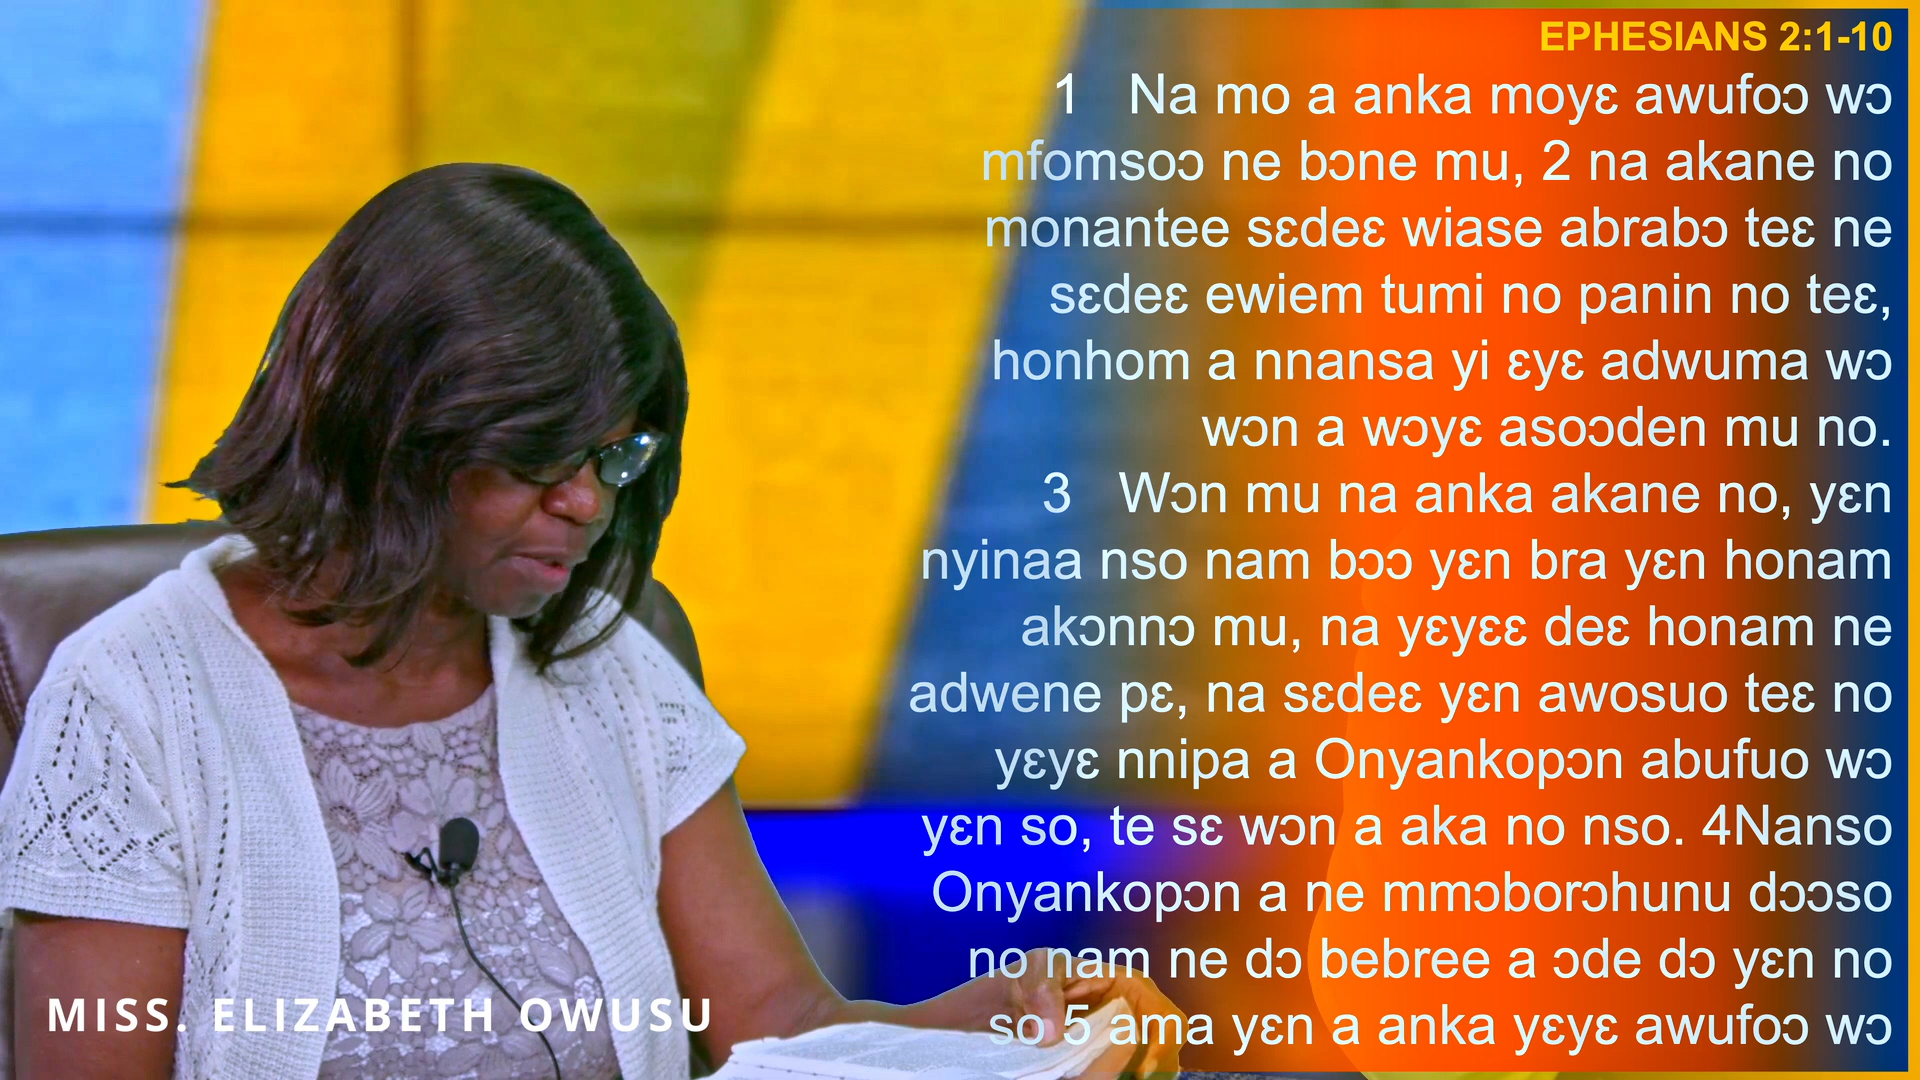 EPHESIANS 2:1-10
1 Na mo a anka moyɛ awufoɔ wɔ
mfomsoɔ ne bɔne mu, 2 na akane no
monantee sɛdeɛ wiase abrabɔ teɛ ne
sɛdeɛ ewiem tumi no panin no teɛ,
honhom a nnansa yi ɛyɛ adwuma wɔ
wɔn a wɔyɛ asoɔden mu no.
3 Wɔn mu na anka akane no, yɛn
nyinaa nso nam bɔɔ yɛn bra yɛn honam
akɔnnɔ mu, na yɛyɛɛ deɛ honam ne
adwene pɛ, na sɛdeɛ yɛn awosuo teɛ no
yɛyɛ nnipa a Onyankopɔn abufuo wɔ
yɛn so, te sɛ wɔn a aka no nso. 4Nanso
Onyankopɔn a ne mmɔborɔhunu dɔɔso
no nam ne dɔ bebree a ɔde dɔ yɛn no
so 5 ama yɛn a anka yɛyɛ awufoɔ wɔ
MISS. ELIZABETH OWUSU